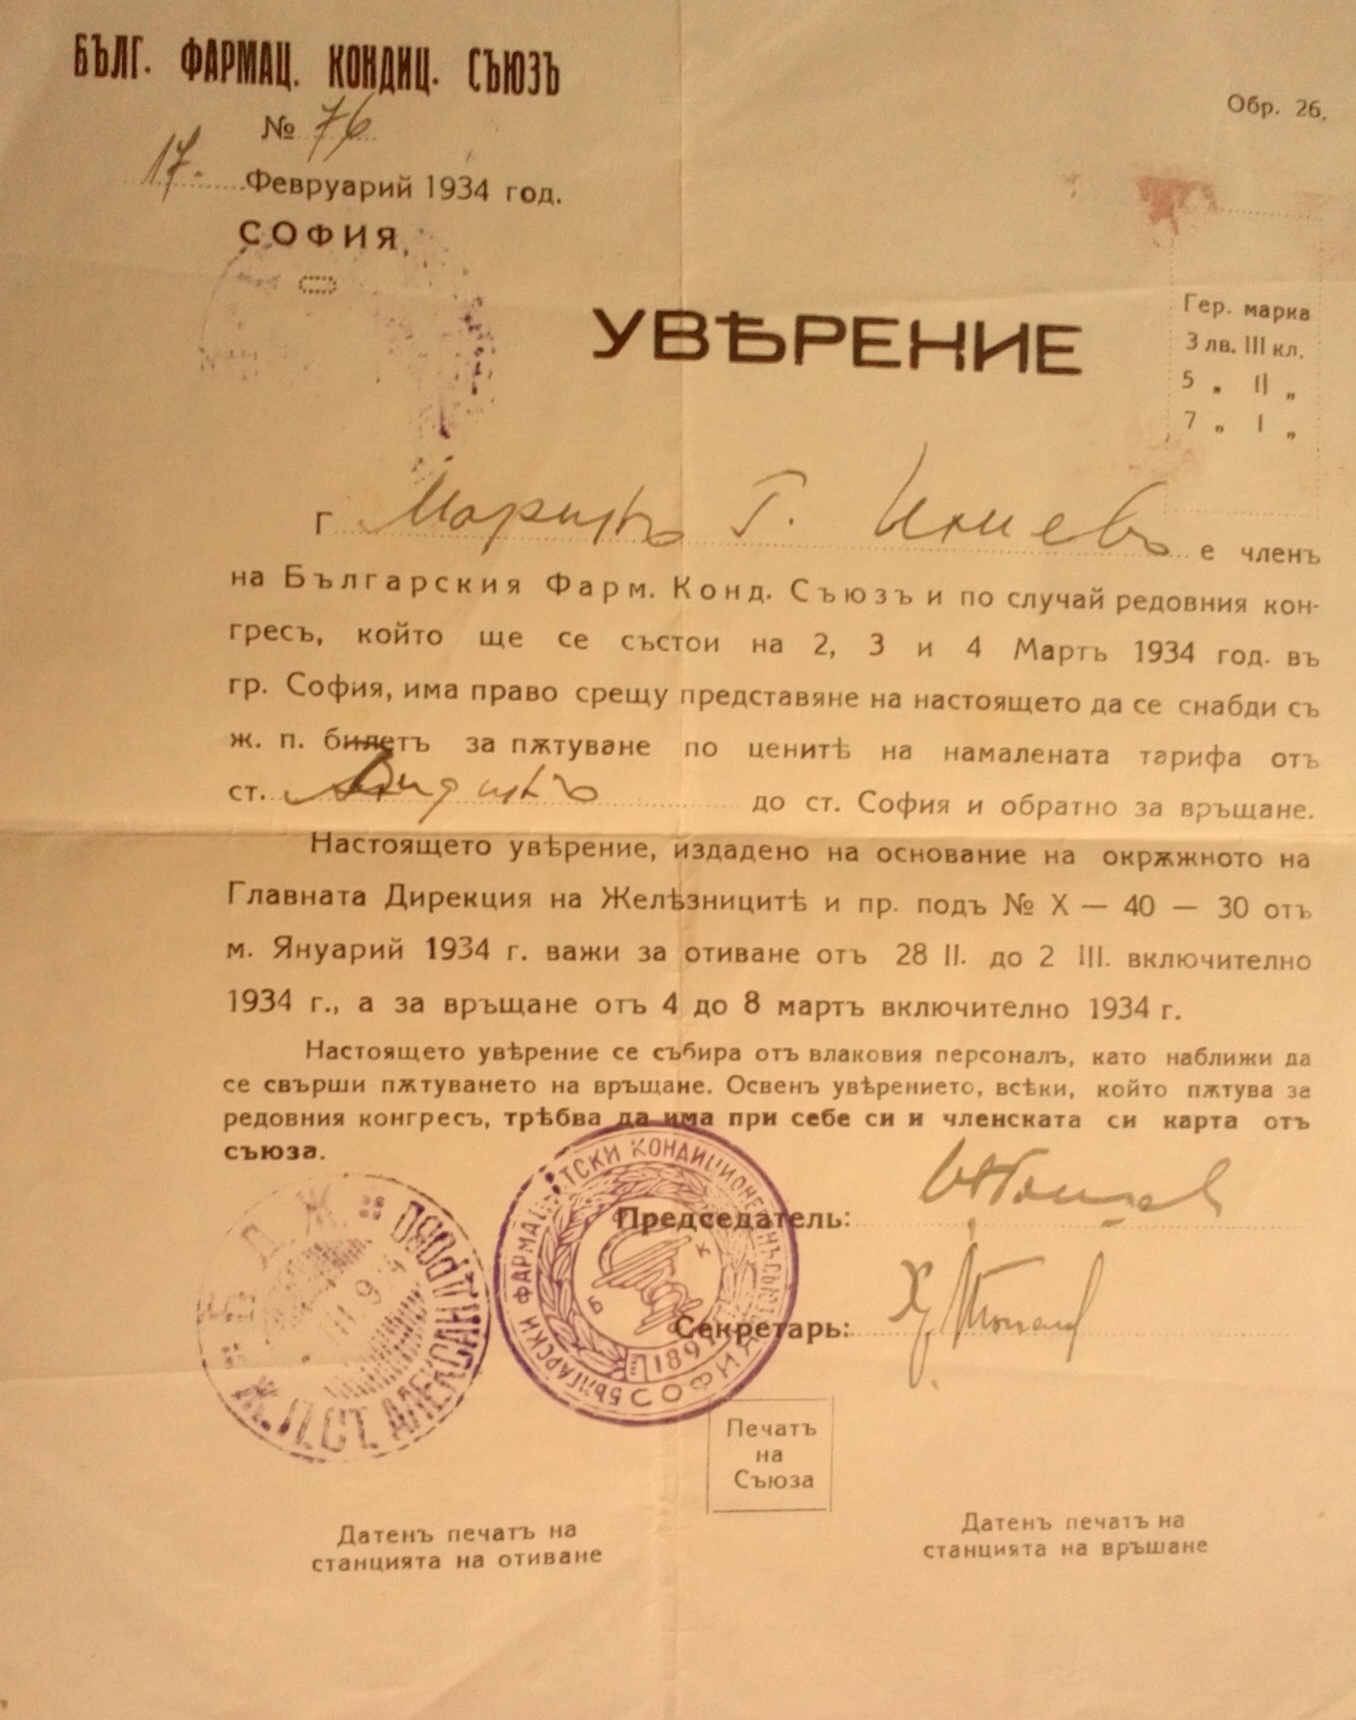 БЪЛГ. ФАРМАЦ. КОНДИЦ. СЪЮЗЪ
№ 76
17. Февруарий 1934 год.
СОФИЯ
Обр. 26.
УВѢРЕНИЕ
Гер. марка
3 лв. III кл.
5 „ II „
7 „ I „
Г Г. е членъ
на Българския Фарм. Конд. Съюзъ и по случай редовния кон-
гресъ, който ще се състои на 2, 3 и 4 Мартъ 1934 год. въ
гр. София, има право срещу представяне на настоящето да се снабди съ
ж. п. билетъ за пѫтуване по ценитѣ на намалената тарифа отъ
ст. до ст. София и обратно за връщане.
Настоящето увѣрение, издадено на основание на окрѫжното на
Главната Дирекция на Желѣзницитѣ и пр. подъ № X — 40 — 30 отъ
м. Януарий 1934 г. важи за отиване отъ 28 II. до 2 III. включително
1934 г., а за връщане отъ 4 до 8 мартъ включително 1934 г.
Настоящето увѣрение се събира отъ влаковия персоналъ, като наближи да
се свърши пѫтуването на връщане. Освенъ увѣрението, всѣки, който пѫтува за
редовния конгресъ, трѣбва да има при себе си и членската си карта отъ
съюза.
Председатель:
Секретарь:
БЪЛГАРСКИ ФАРМАЦЕВТСКИ КОНДИЦИОНЕНЪ СЪЮЗЪ
Б К
СОФИЯ
Д. Ж.
Ж.П.СТ. АЛЕКСАНДРОВО
Печатъ
на
Съюза
Датенъ печатъ на
станцията на отиване
Датенъ печатъ на
станцията на връшане